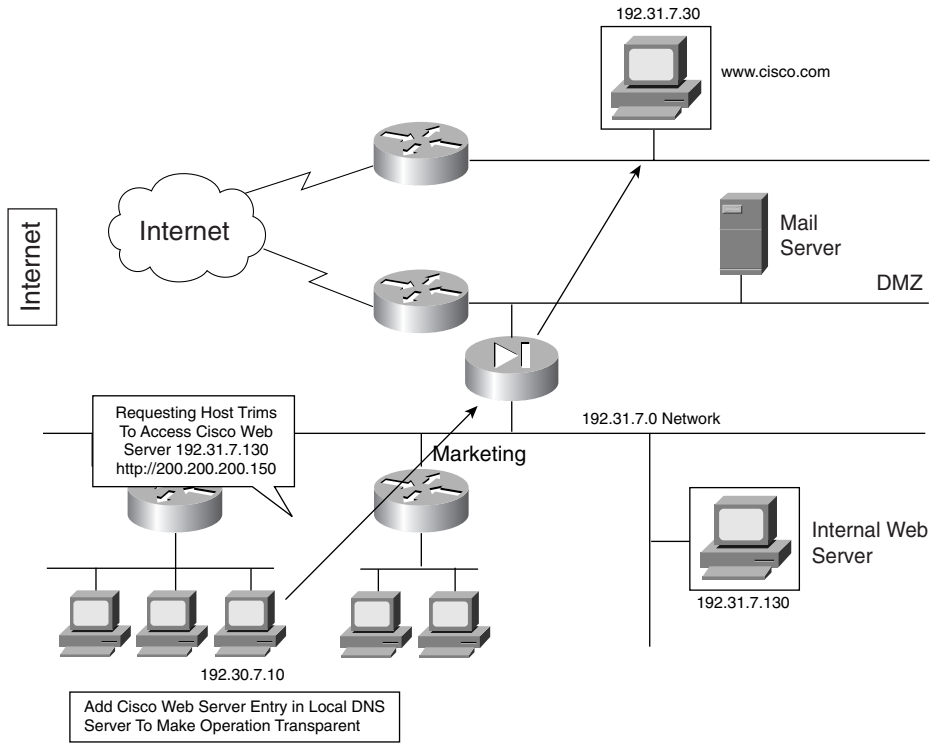 192.31.7.30
www.cisco.com
Internet
Internet
Mail
Server
DMZ
Requesting Host Trims
To Access Cisco Web
Server 192.31.7.130
http://200.200.200.150
192.31.7.0 Network
Marketing
Internal Web
Server
192.31.7.130
192.30.7.10
Add Cisco Web Server Entry in Local DNS
Server To Make Operation Transparent